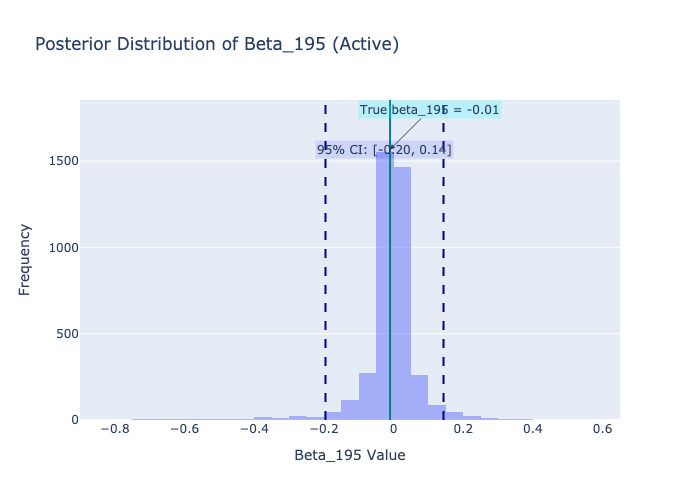 Posterior Distribution of Beta_195 (Active)
True beta_195 = -0.01
95% CI: [-0.20, 0.14]
1500
1000
500
0
Frequency
−0.8
−0.6
−0.4
−0.2
0
0.2
0.4
0.6
Beta_195 Value